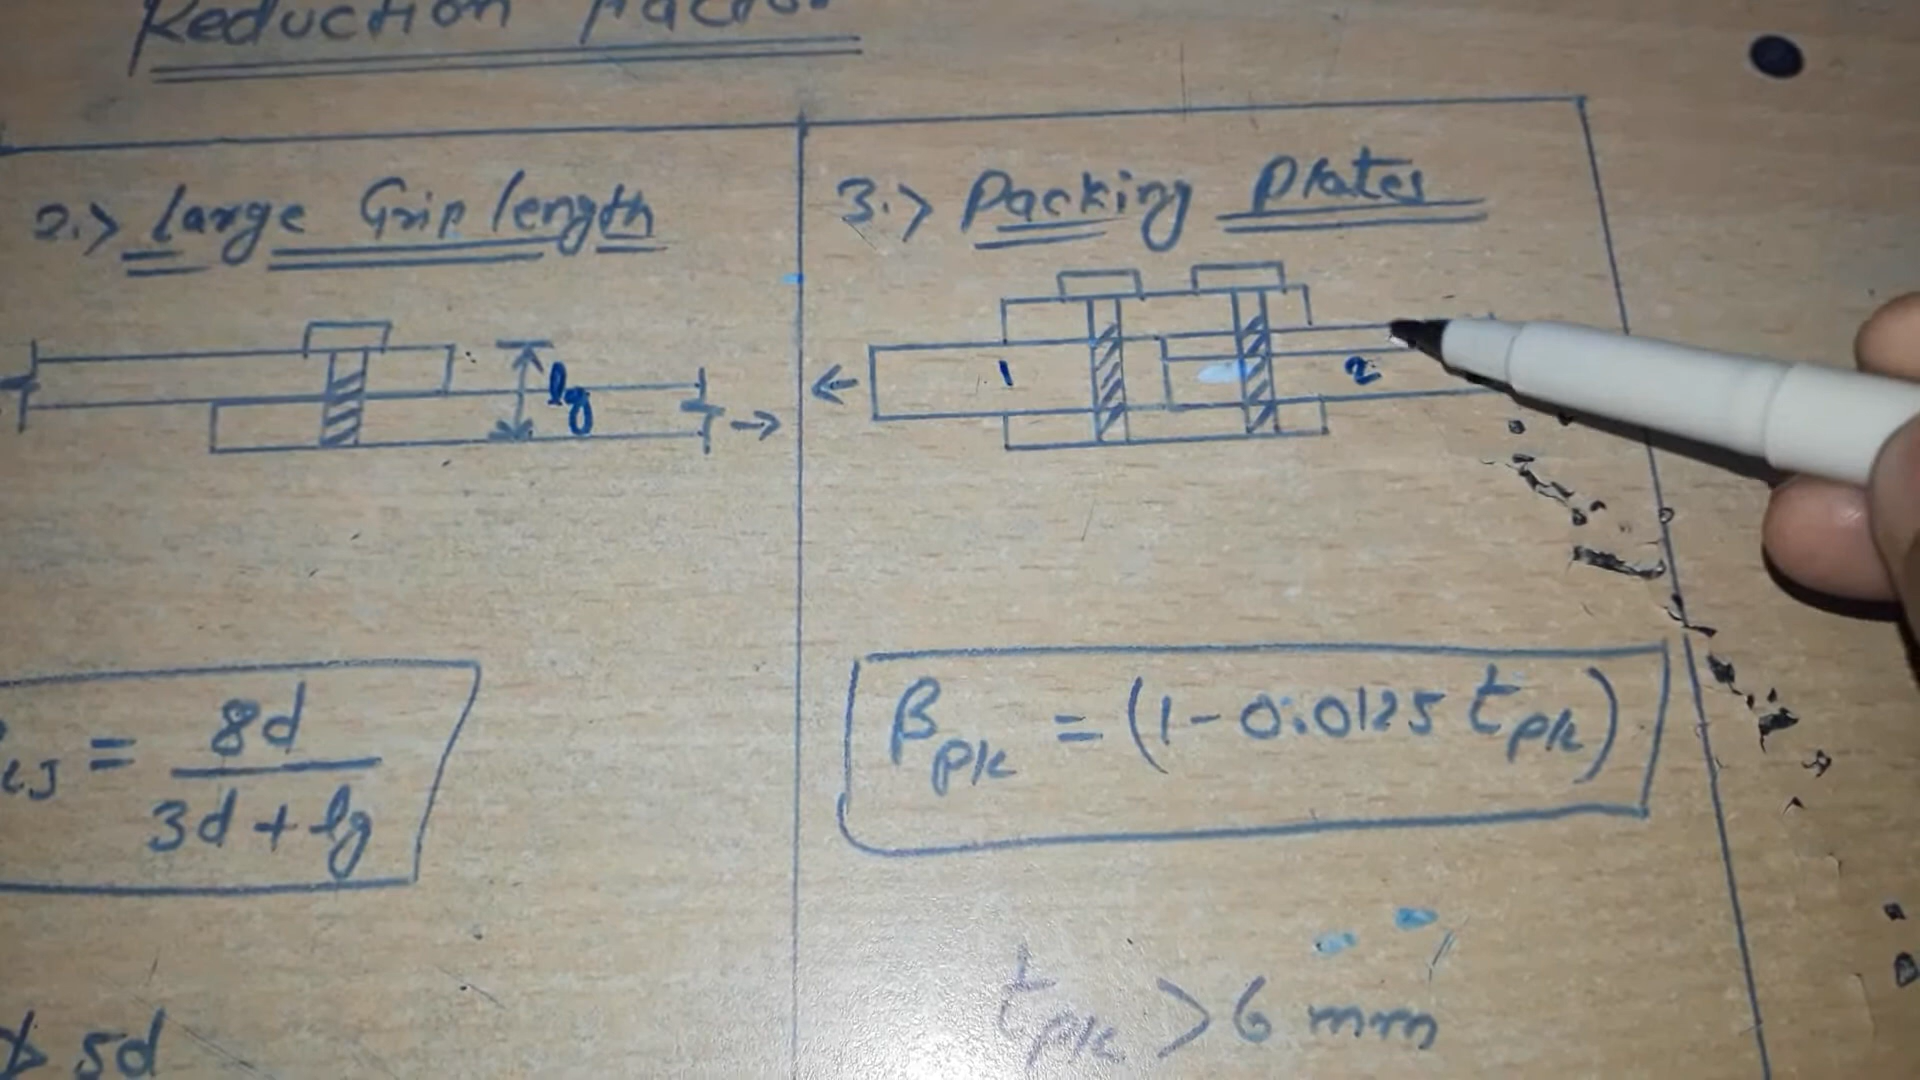 Reduction Factor
2.> Large Grip length
lg
8d
= 
3d + lg
5d
3.> Packing Plates
1
2
βpk = (1 - 0.0125 tpk)
tpk > 6 mm